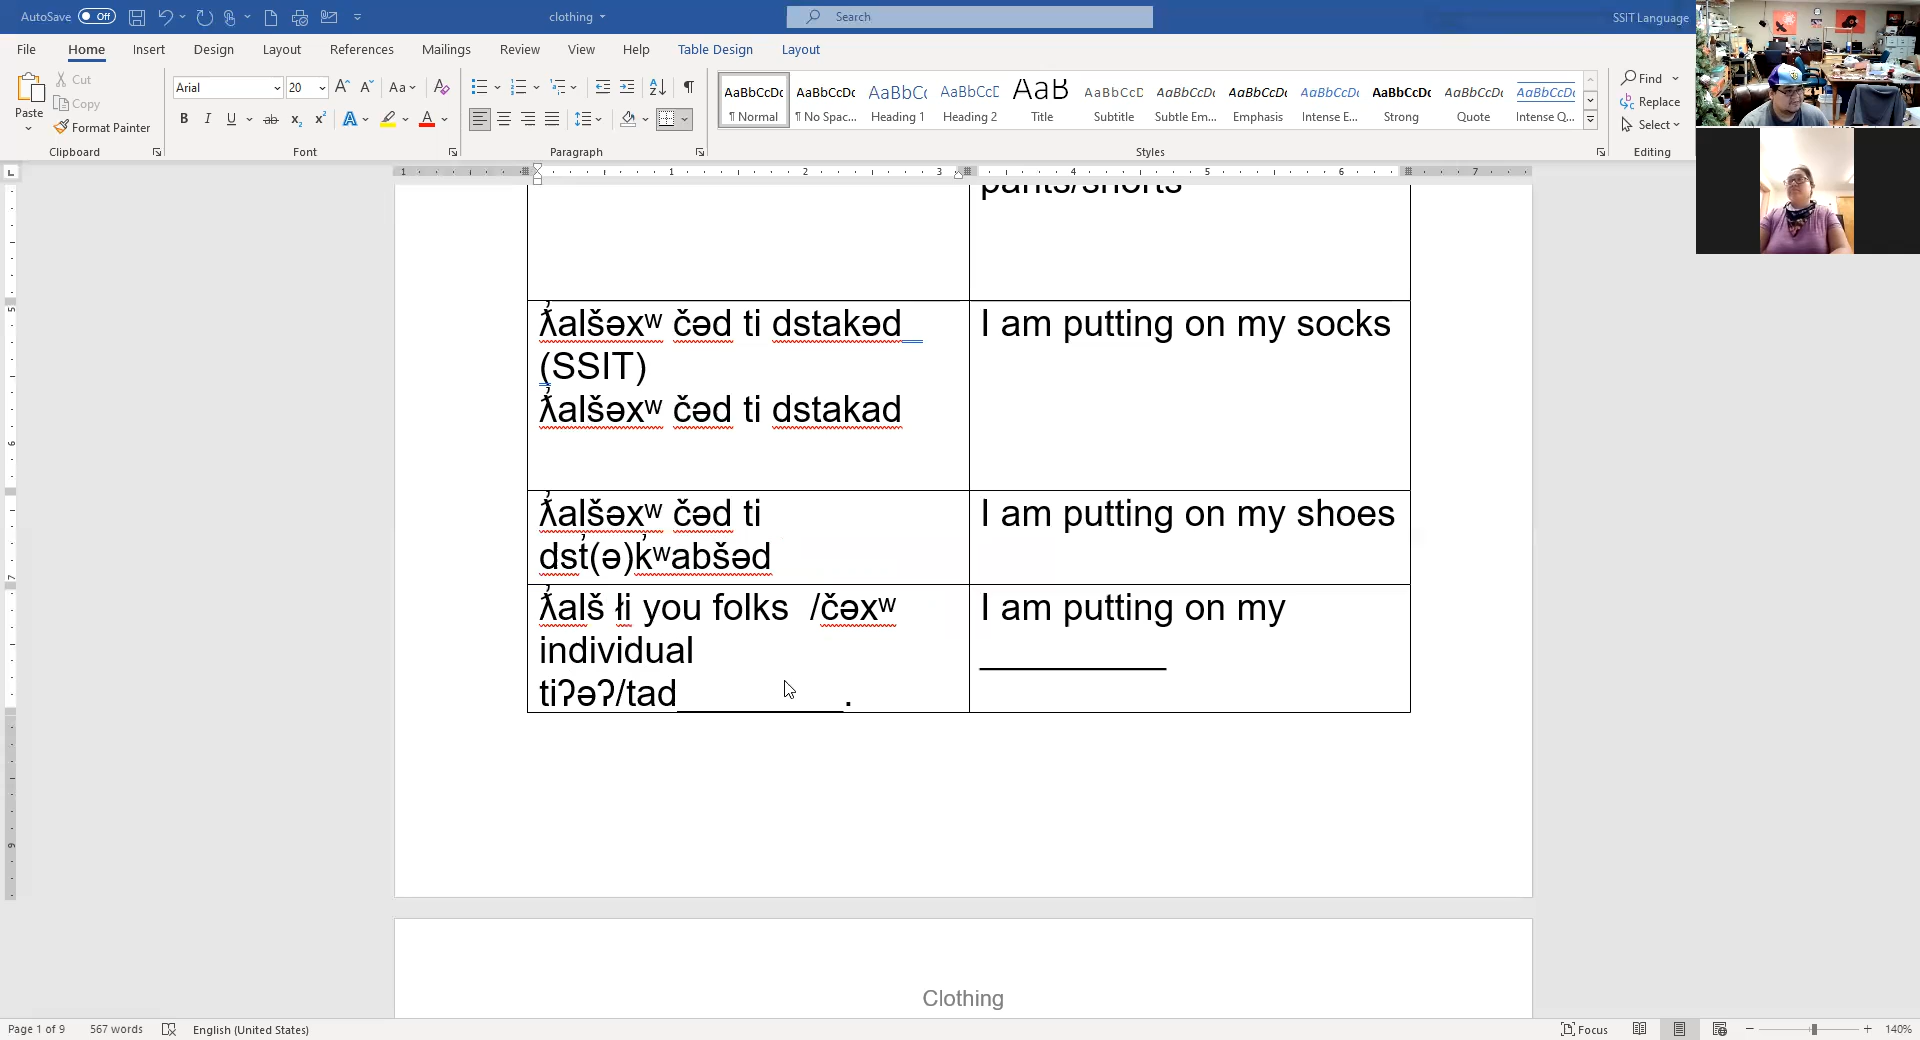 AutoSave Off
clothing
Search
SSIT Language
File Home Insert Design Layout References Mailings Review View Help Table Design Layout
Paste
Cut
Copy
Format Painter
Clipboard
Arial 20
Font
Paragraph
AaBbCcDc AaBbCcDc AaBbCc AaBbCcD AaB AaBbCcD AaBbCcDc AaBbCcDc AaBbCcDc AaBbCcDc AaBbCcDc AaBbCcDc
¶ Normal ¶ No Spac... Heading 1 Heading 2 Title Subtitle Subtle Em... Emphasis Intense E... Strong Quote Intense Q...
Styles
Find
Replace
Select
Editing
pants/shorts
ƛ̓alšəxʷ čəd ti dstakəd
(SSIT)
ƛ̓alšəxʷ čəd ti dstakad
I am putting on my socks
ƛ̓alšəxʷ čəd ti
dst̓(ə)k̓ʷabšəd
I am putting on my shoes
ƛ̓alš łi you folks /čəxʷ
individual
tiʔəʔ/tad_________.
I am putting on my
__________
Clothing
Page 1 of 9 567 words English (United States)
Focus
140%